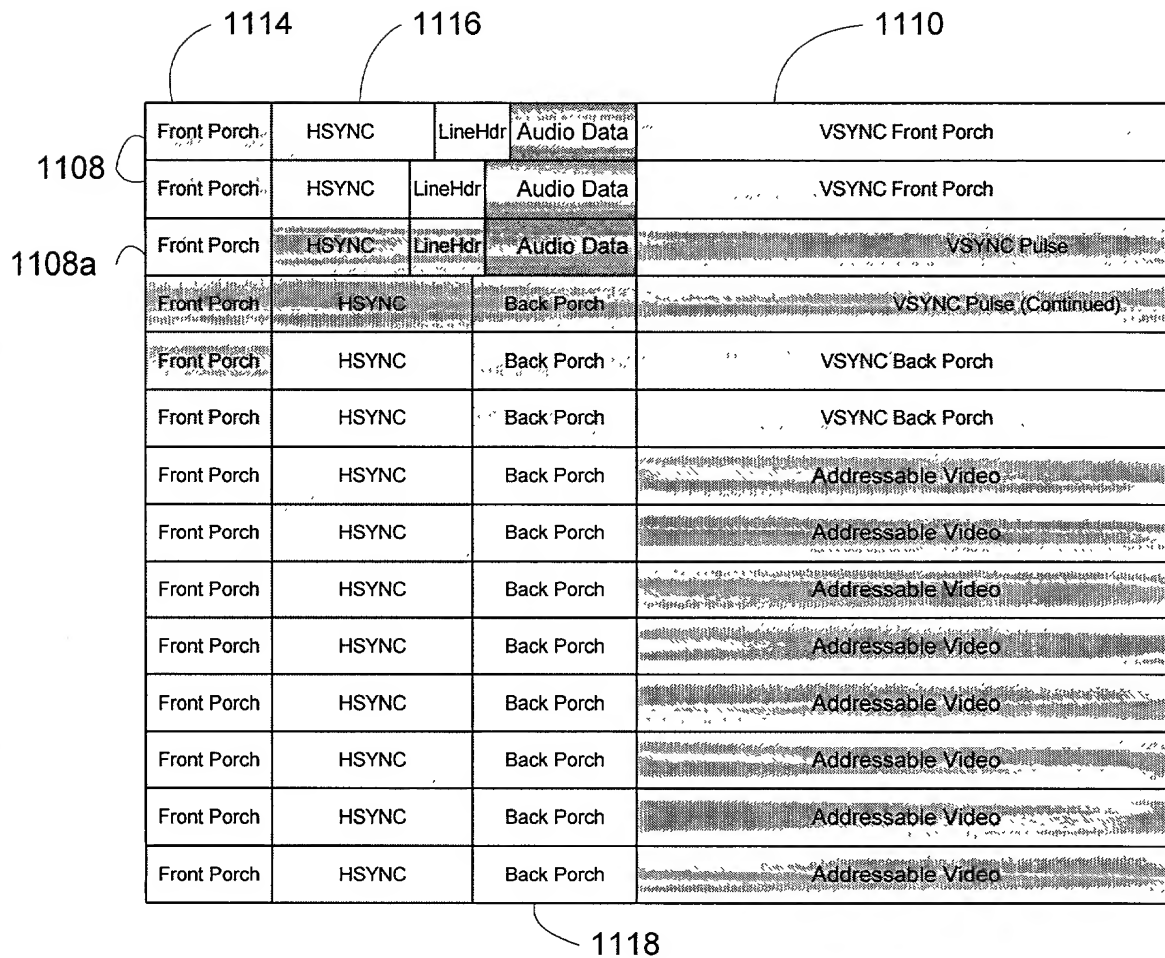 1114 1116 1110
Front Porch HSYNC LineHdr Audio Data VSYNC Front Porch
1108
Front Porch HSYNC LineHdr Audio Data VSYNC Front Porch
1108a Front Porch HSYNC LineHdr Audio Data VSYNC Pulse
Front Porch HSYNC Back Porch VSYNC Pulse (Continued)
Front Porch HSYNC Back Porch VSYNC Back Porch
Front Porch HSYNC Back Porch VSYNC Back Porch
Front Porch HSYNC Back Porch Addressable Video
Front Porch HSYNC Back Porch Addressable Video
Front Porch HSYNC Back Porch Addressable Video
Front Porch HSYNC Back Porch Addressable Video
Front Porch HSYNC Back Porch Addressable Video
Front Porch HSYNC Back Porch Addressable Video
Front Porch HSYNC Back Porch Addressable Video
Front Porch HSYNC Back Porch Addressable Video
1118